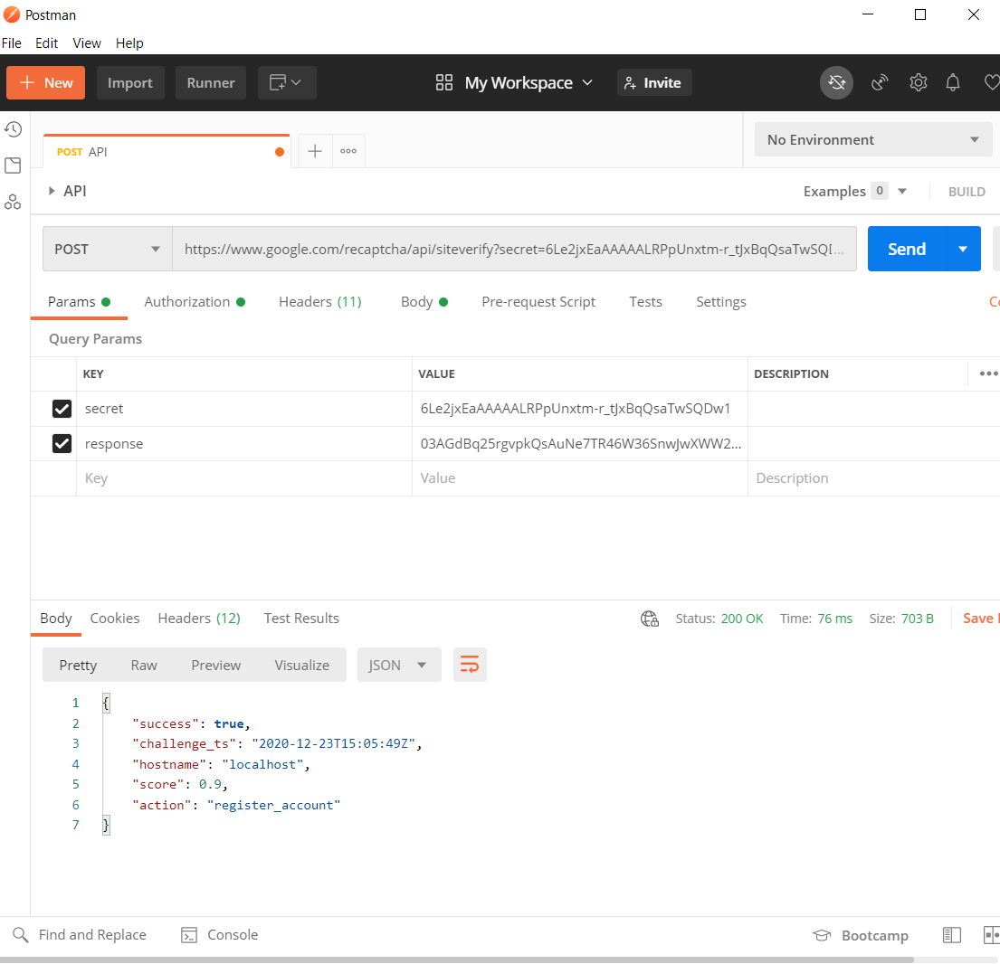 Postman
File Edit View Help
+ New Import Runner My Workspace Invite
POST API No Environment
API Examples 0 BUILD
POST https://www.google.com/recaptcha/api/siteverify?secret=6Le2jxEaAAAAALRPpUnxtm-r_tJxBqQsaTwSQ[... Send
Params Authorization Headers (11) Body Pre-request Script Tests Settings
Query Params
KEY VALUE DESCRIPTION
secret 6Le2jxEaAAAAALRPpUnxtm-r_tJxBqQsaTwSQDw1
response 03AGdBq25rgvpkQsAuNe7TR46W36SnwJwXWW2...
Key Value Description
Body Cookies Headers (12) Test Results Status: 200 OK Time: 76 ms Size: 703 B Save
Pretty Raw Preview Visualize JSON
1 {
2 "success": true,
3 "challenge_ts": "2020-12-23T15:05:49Z",
4 "hostname": "localhost",
5 "score": 0.9,
6 "action": "register_account"
7 }
Find and Replace Console Bootcamp